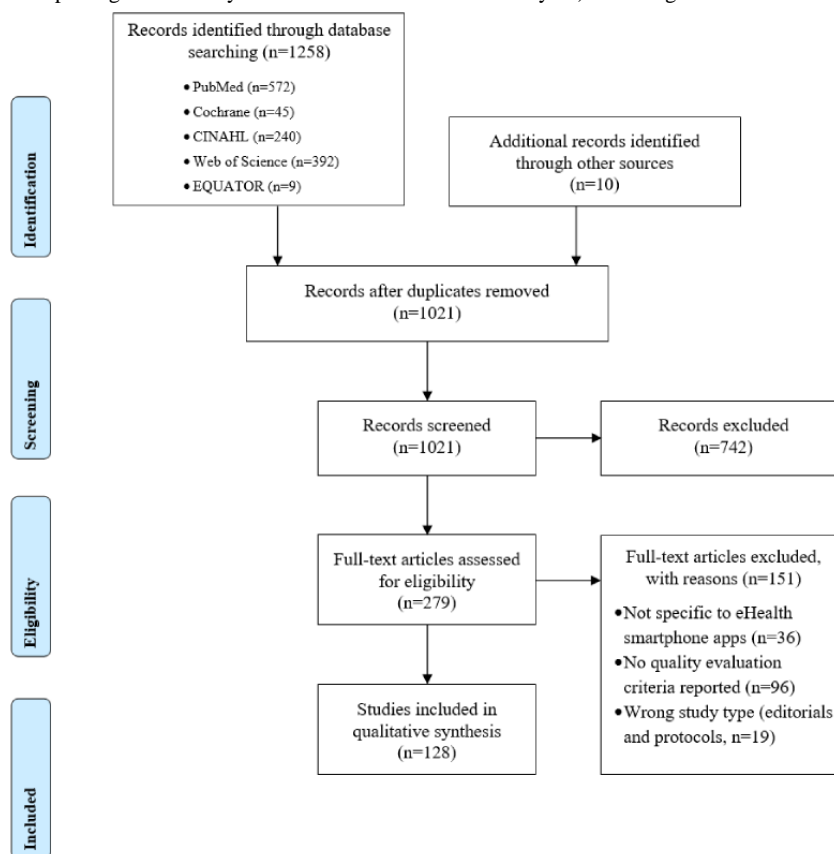 Records identified through database
searching (n=1258)
• PubMed (n=572)
• Cochrane (n=45)
• CINAHL (n=240)
• Web of Science (n=392)
• EQUATOR (n=9)
Additional records identified
through other sources
(n=10)
Identification
Records after duplicates removed
(n=1021)
Screening
Records screened
(n=1021)
Records excluded
(n=742)
Eligibility
Full-text articles assessed
for eligibility
(n=279)
Full-text articles excluded,
with reasons (n=151)
•Not specific to eHealth
smartphone apps (n=36)
•No quality evaluation
criteria reported (n=96)
•Wrong study type (editorials
and protocols, n=19)
Studies included in
qualitative synthesis
(n=128)
Included